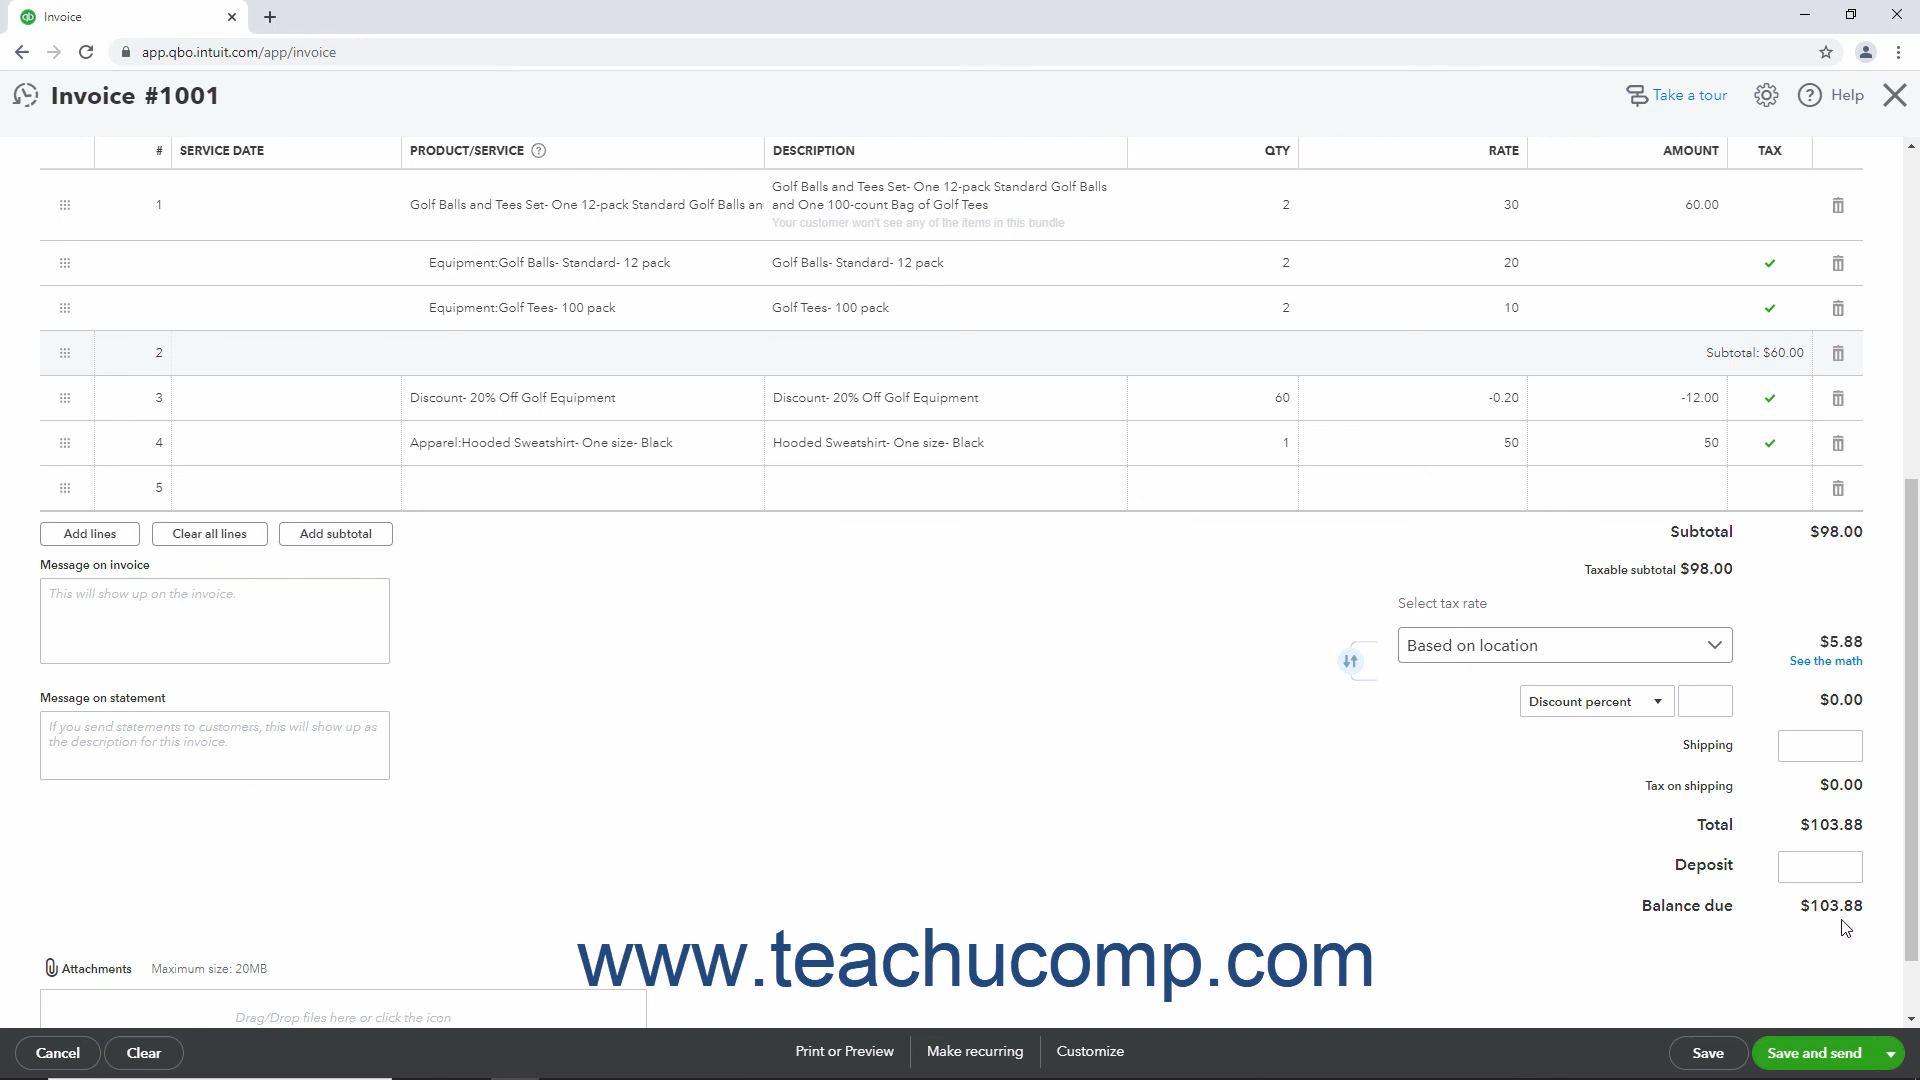 Invoice
app.qbo.intuit.com/app/invoice
Invoice #1001
Take a tour
Help
# SERVICE DATE PRODUCT/SERVICE ? DESCRIPTION QTY RATE AMOUNT TAX
1 Golf Balls and Tees Set- One 12-pack Standard Golf Balls an Golf Balls and Tees Set- One 12-pack Standard Golf Balls 2 30 60.00
and One 100-count Bag of Golf Tees
Your customer won't see any of the items in this bundle
Equipment:Golf Balls- Standard- 12 pack Golf Balls- Standard- 12 pack 2 20
Equipment:Golf Tees- 100 pack Golf Tees- 100 pack 2 10
2 Subtotal: $60.00
3 Discount- 20% Off Golf Equipment Discount- 20% Off Golf Equipment 60 -0.20 -12.00
4 Apparel:Hooded Sweatshirt- One size- Black Hooded Sweatshirt- One size- Black 1 50 50
5
Add lines Clear all lines Add subtotal
Subtotal $98.00
Message on invoice
Taxable subtotal $98.00
This will show up on the invoice.
Select tax rate
Based on location $5.88
See the math
Message on statement
Discount percent $0.00
If you send statements to customers, this will show up as
the description for this invoice.
Shipping
Tax on shipping $0.00
Total $103.88
Deposit
Balance due $103.88
www.teachucomp.com
Attachments Maximum size: 20MB
Drag/Drop files here or click the icon
Cancel Clear Print or Preview Make recurring Customize Save Save and send